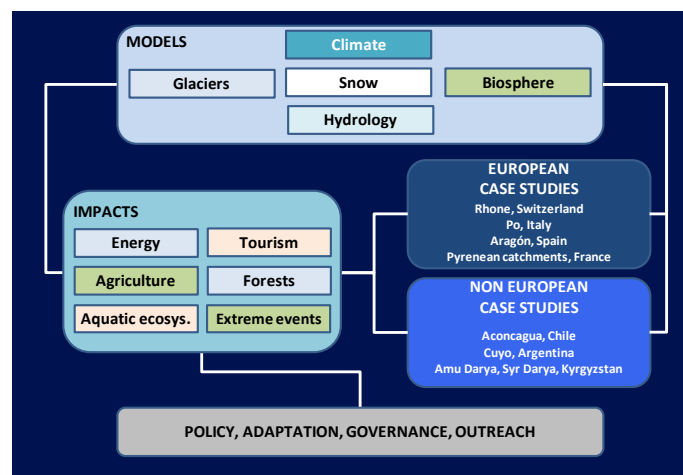 MODELS
Climate
Glaciers
Snow
Biosphere
Hydrology
IMPACTS
Energy
Tourism
Agriculture
Forests
Aquatic ecosys.
Extreme events
EUROPEAN
CASE STUDIES
Rhone, Switzerland
Po, Italy
Aragón, Spain
Pyrenean catchments, France
NON EUROPEAN
CASE STUDIES
Aconcagua, Chile
Cuyo, Argentina
Amu Darya, Syr Darya, Kyrgyzstan
POLICY, ADAPTATION, GOVERNANCE, OUTREACH